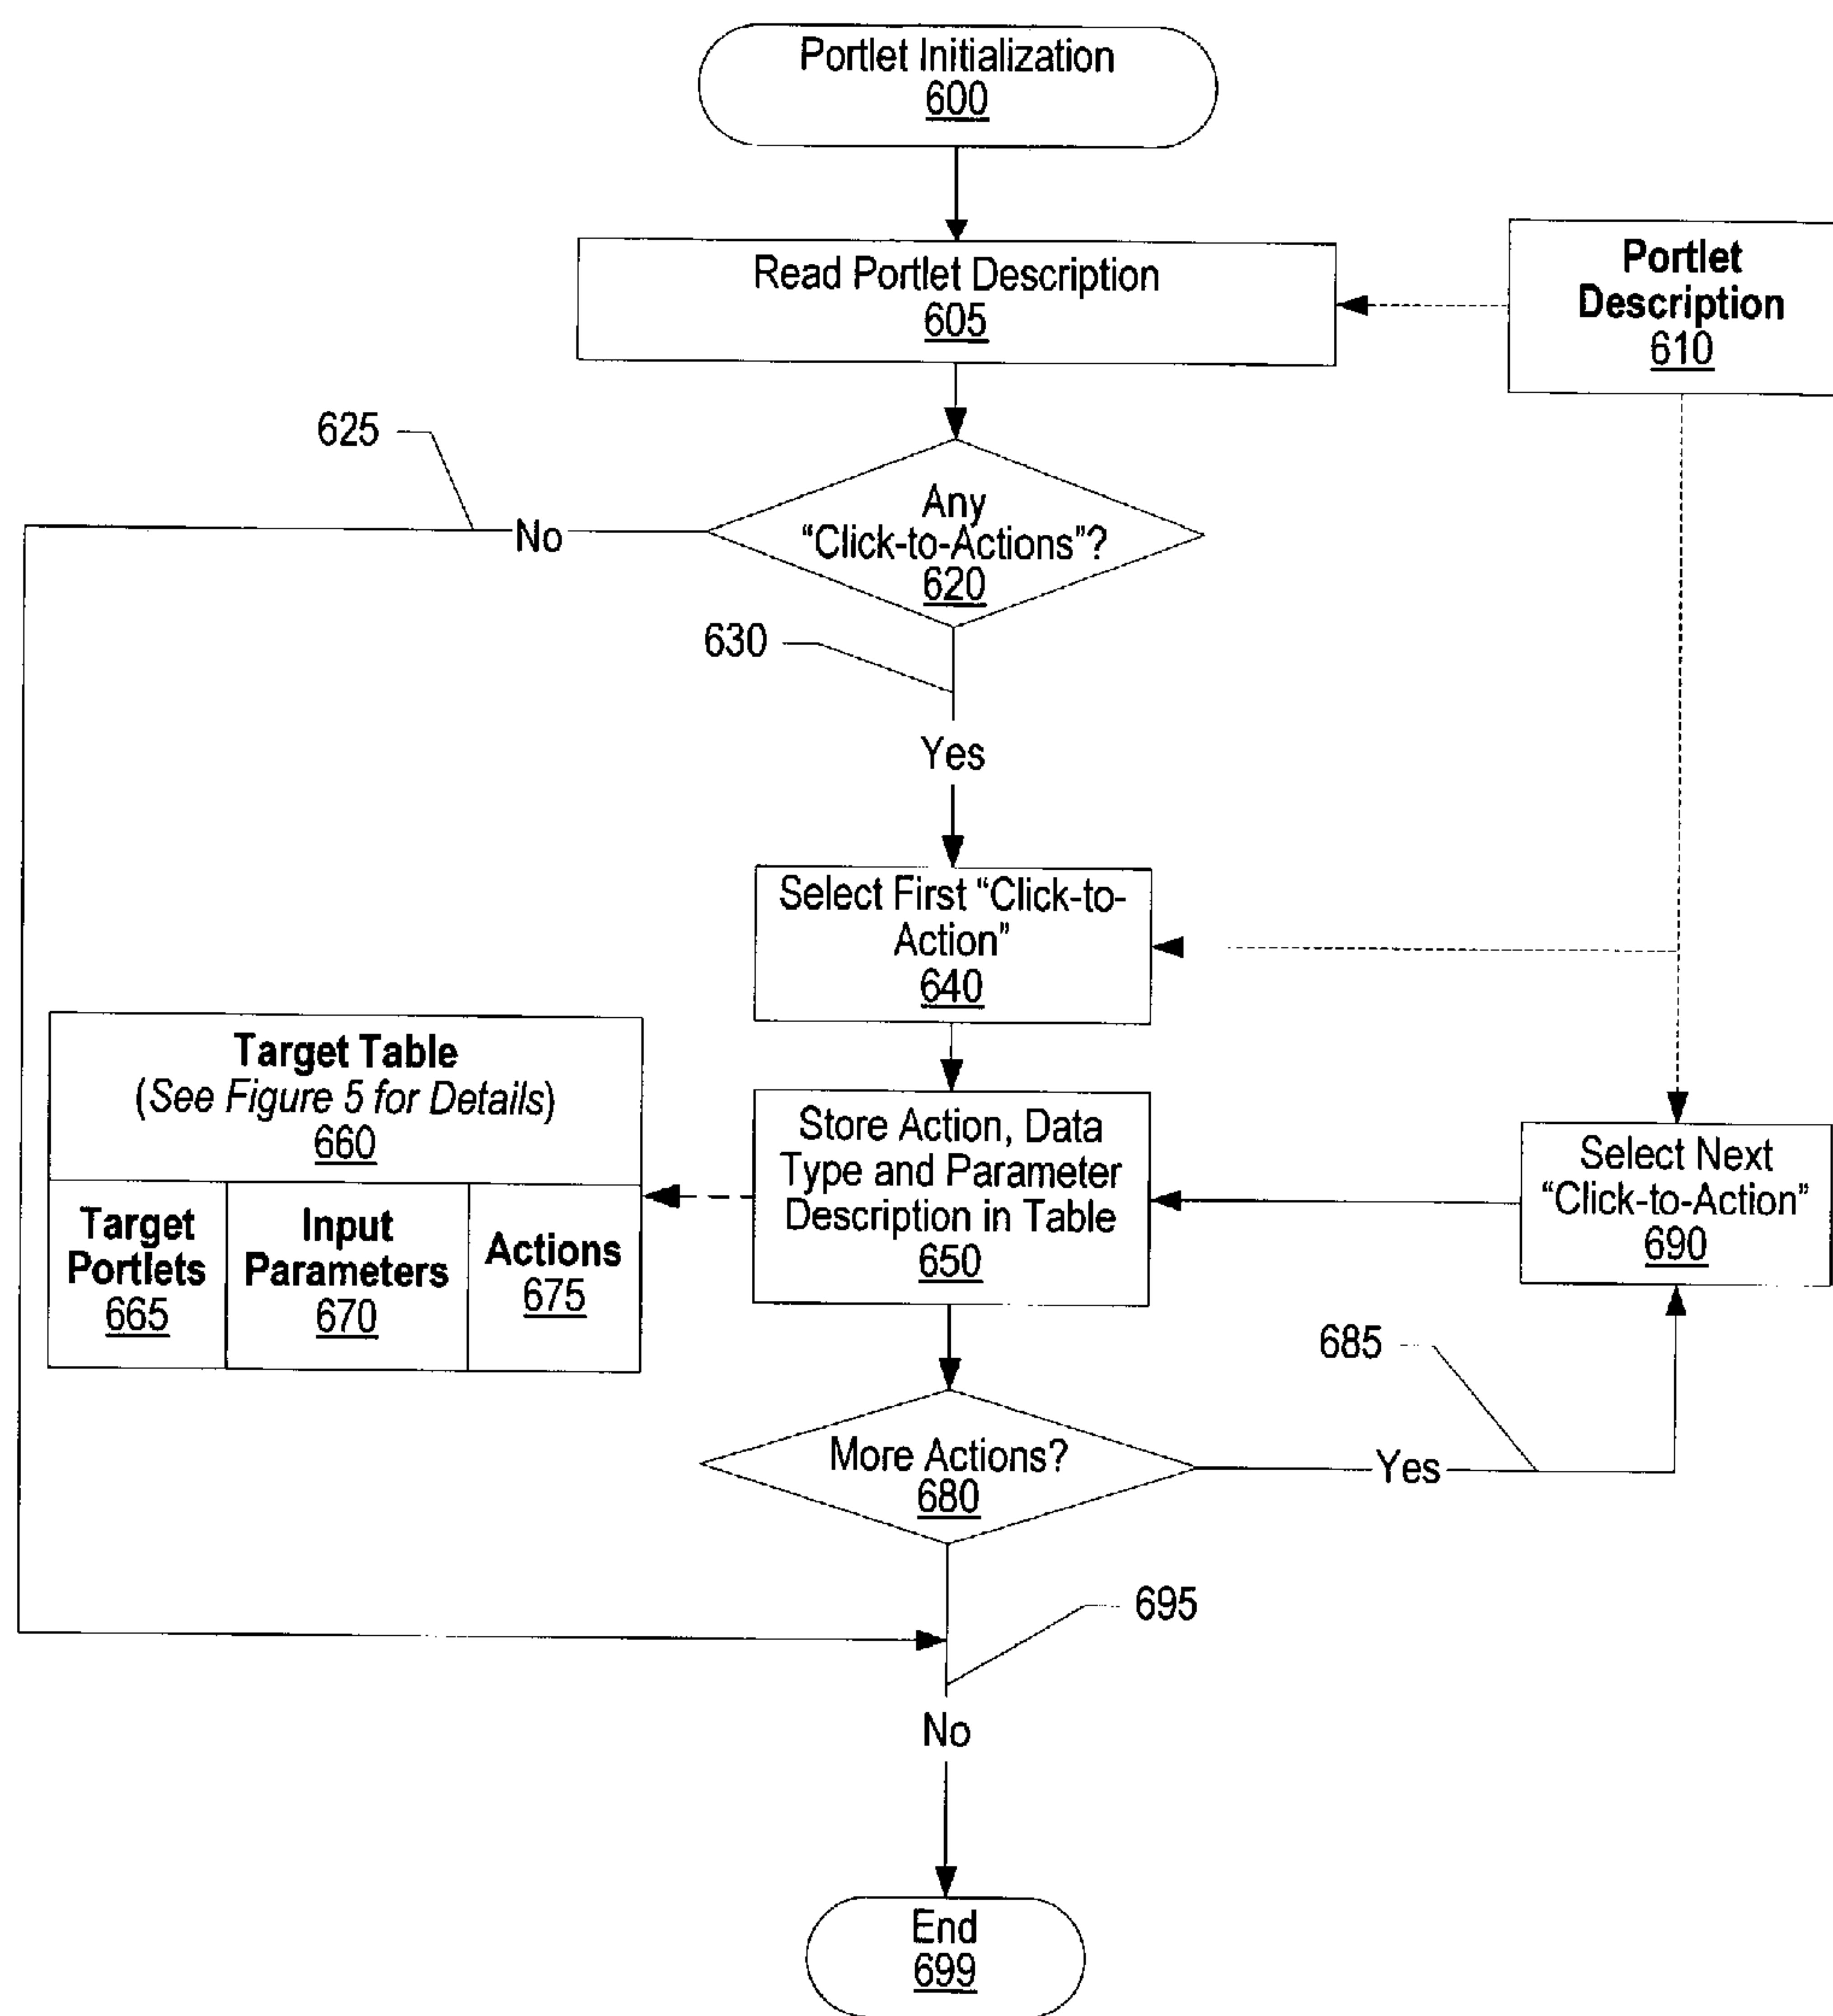 Portlet Initialization
600
Read Portlet Description
605
Portlet
Description
610
625
No
Any
“Click-to-Actions”?
620
630
Yes
Select First “Click-to-
Action”
640
Target Table
(See Figure 5 for Details)
660
Target
Portlets
665
Input
Parameters
670
Actions
675
Store Action, Data
Type and Parameter
Description in Table
650
Select Next
“Click-to-Action”
690
685
More Actions?
680
Yes
695
No
End
699